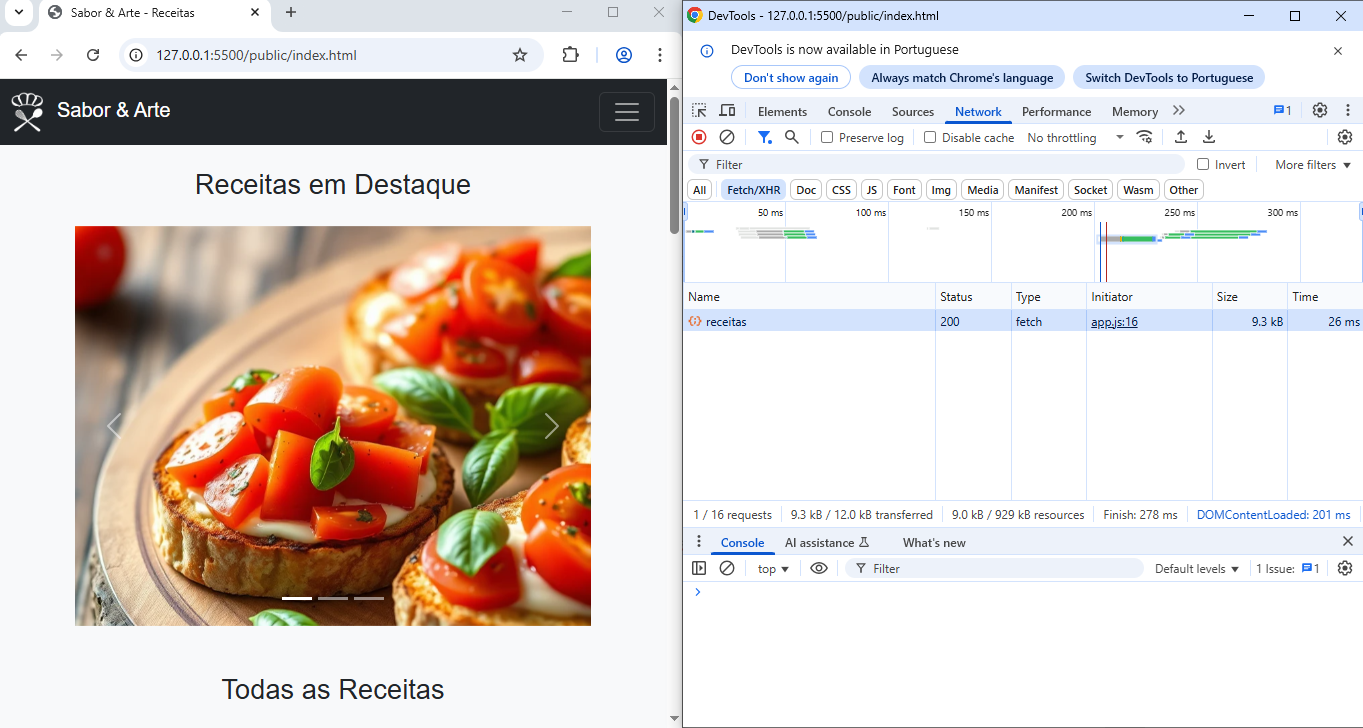 Sabor & Arte - Receitas
127.0.0.1:5500/public/index.html
Sabor & Arte
Receitas em Destaque
Todas as Receitas
DevTools - 127.0.0.1:5500/public/index.html
DevTools is now available in Portuguese
Don't show again Always match Chrome's language Switch DevTools to Portuguese
Elements Console Sources Network Performance Memory 1
Preserve log Disable cache No throttling
Filter Invert More filters
All Fetch/XHR Doc CSS JS Font Img Media Manifest Socket Wasm Other
50 ms 100 ms 150 ms 200 ms 250 ms 300 ms
Name Status Type Initiator Size Time
receitas 200 fetch app.js:16 9.3 kB 26 ms
1 / 16 requests 9.3 kB / 12.0 kB transferred 9.0 kB / 929 kB resources Finish: 278 ms DOMContentLoaded: 201 ms
Console AI assistance What's new
top Filter Default levels 1 Issue: 1